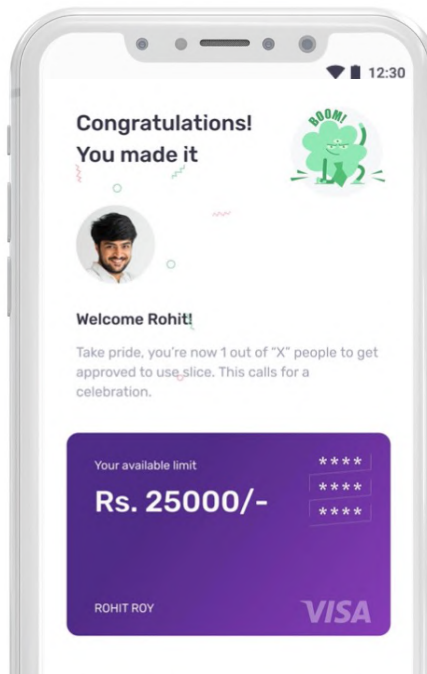 12:30
Congratulations!
You made it
BOOM!
Welcome Rohit!
Take pride, you're now 1 out of "X" people to get
approved to use slice. This calls for a
celebration.
Your available limit
Rs. 25000/-
****
****
****
ROHIT ROY
VISA